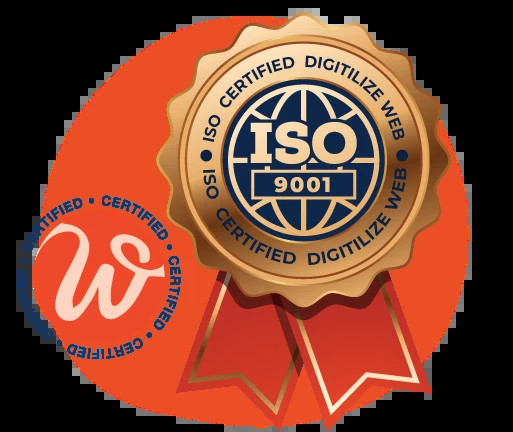 ISO CERTIFIED DIGITILIZE WEB
ISO
9001
ISO CERTIFIED DIGITILIZE WEB
W
CERTIFIED • CERTIFIED • CERTIFIED • CERTIFIED •